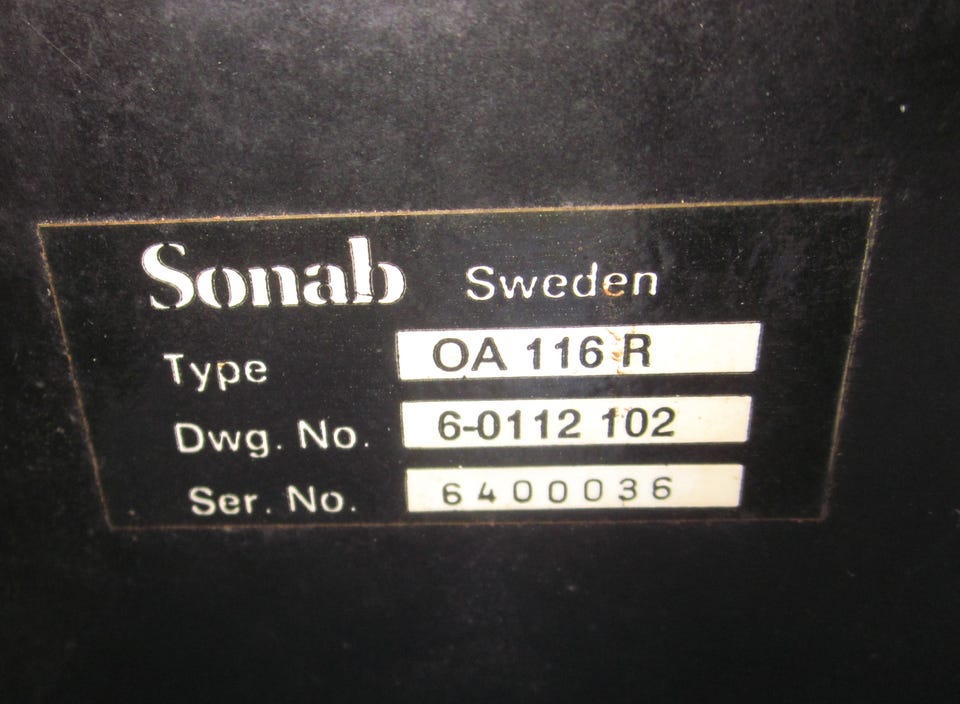 Sonab Sweden
Type OA 116 R
Dwg. No. 6-0112 102
Ser. No. 6400036